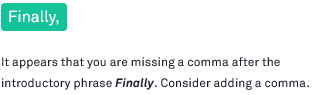 Finally,
It appears that you are missing a comma after the
introductory phrase Finally. Consider adding a comma.